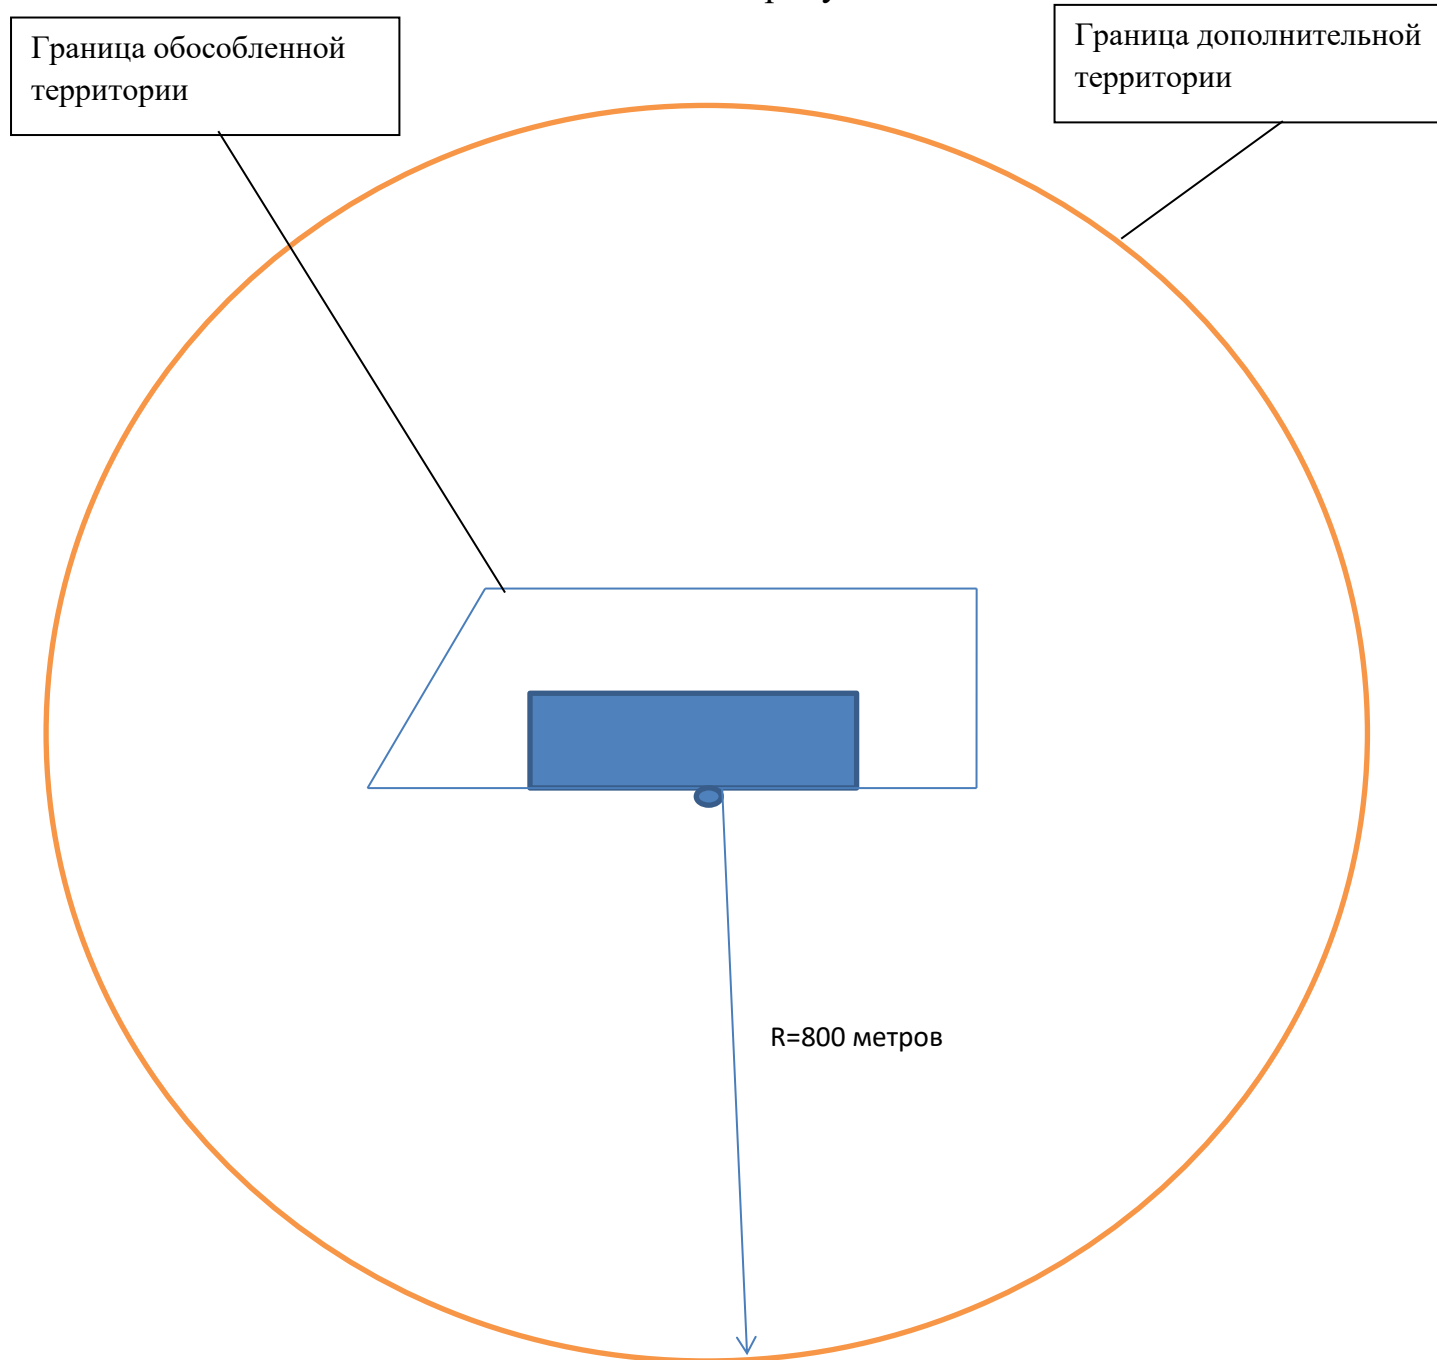 Граница обособленной
территории
Граница дополнительной
территории
R=800 метров